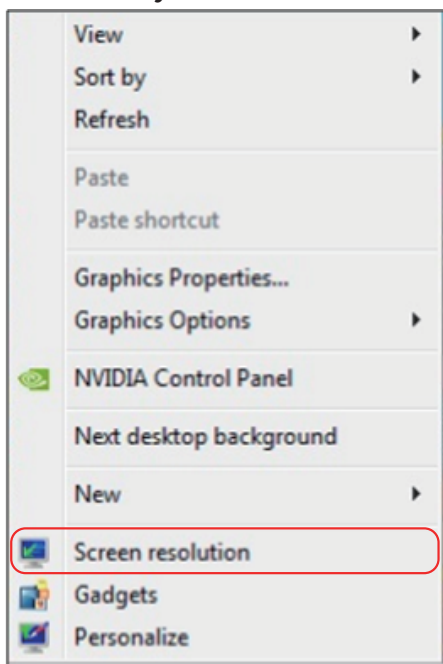 View
Sort by
Refresh
Paste
Paste shortcut
Graphics Properties...
Graphics Options
NVIDIA Control Panel
Next desktop background
New
Screen resolution
Gadgets
Personalize